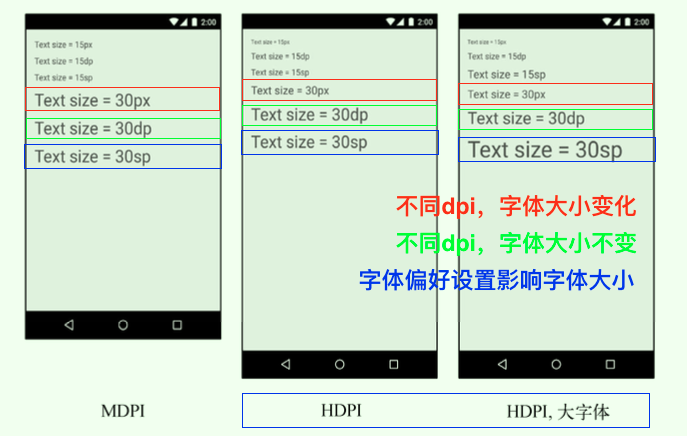 2:00
Text size = 15px
Text size = 15dp
Text size = 15sp
Text size = 30px
Text size = 30dp
Text size = 30sp
2:00
Text size = 15px
Text size = 15dp
Text size = 15sp
Text size = 30px
Text size = 30dp
Text size = 30sp
2:00
Text size = 15px
Text size = 15dp
Text size = 15sp
Text size = 30px
Text size = 30dp
Text size = 30sp
不同dpi，字体大小变化
不同dpi，字体大小不变
字体偏好设置影响字体大小
MDPI
HDPI
HDPI, 大字体